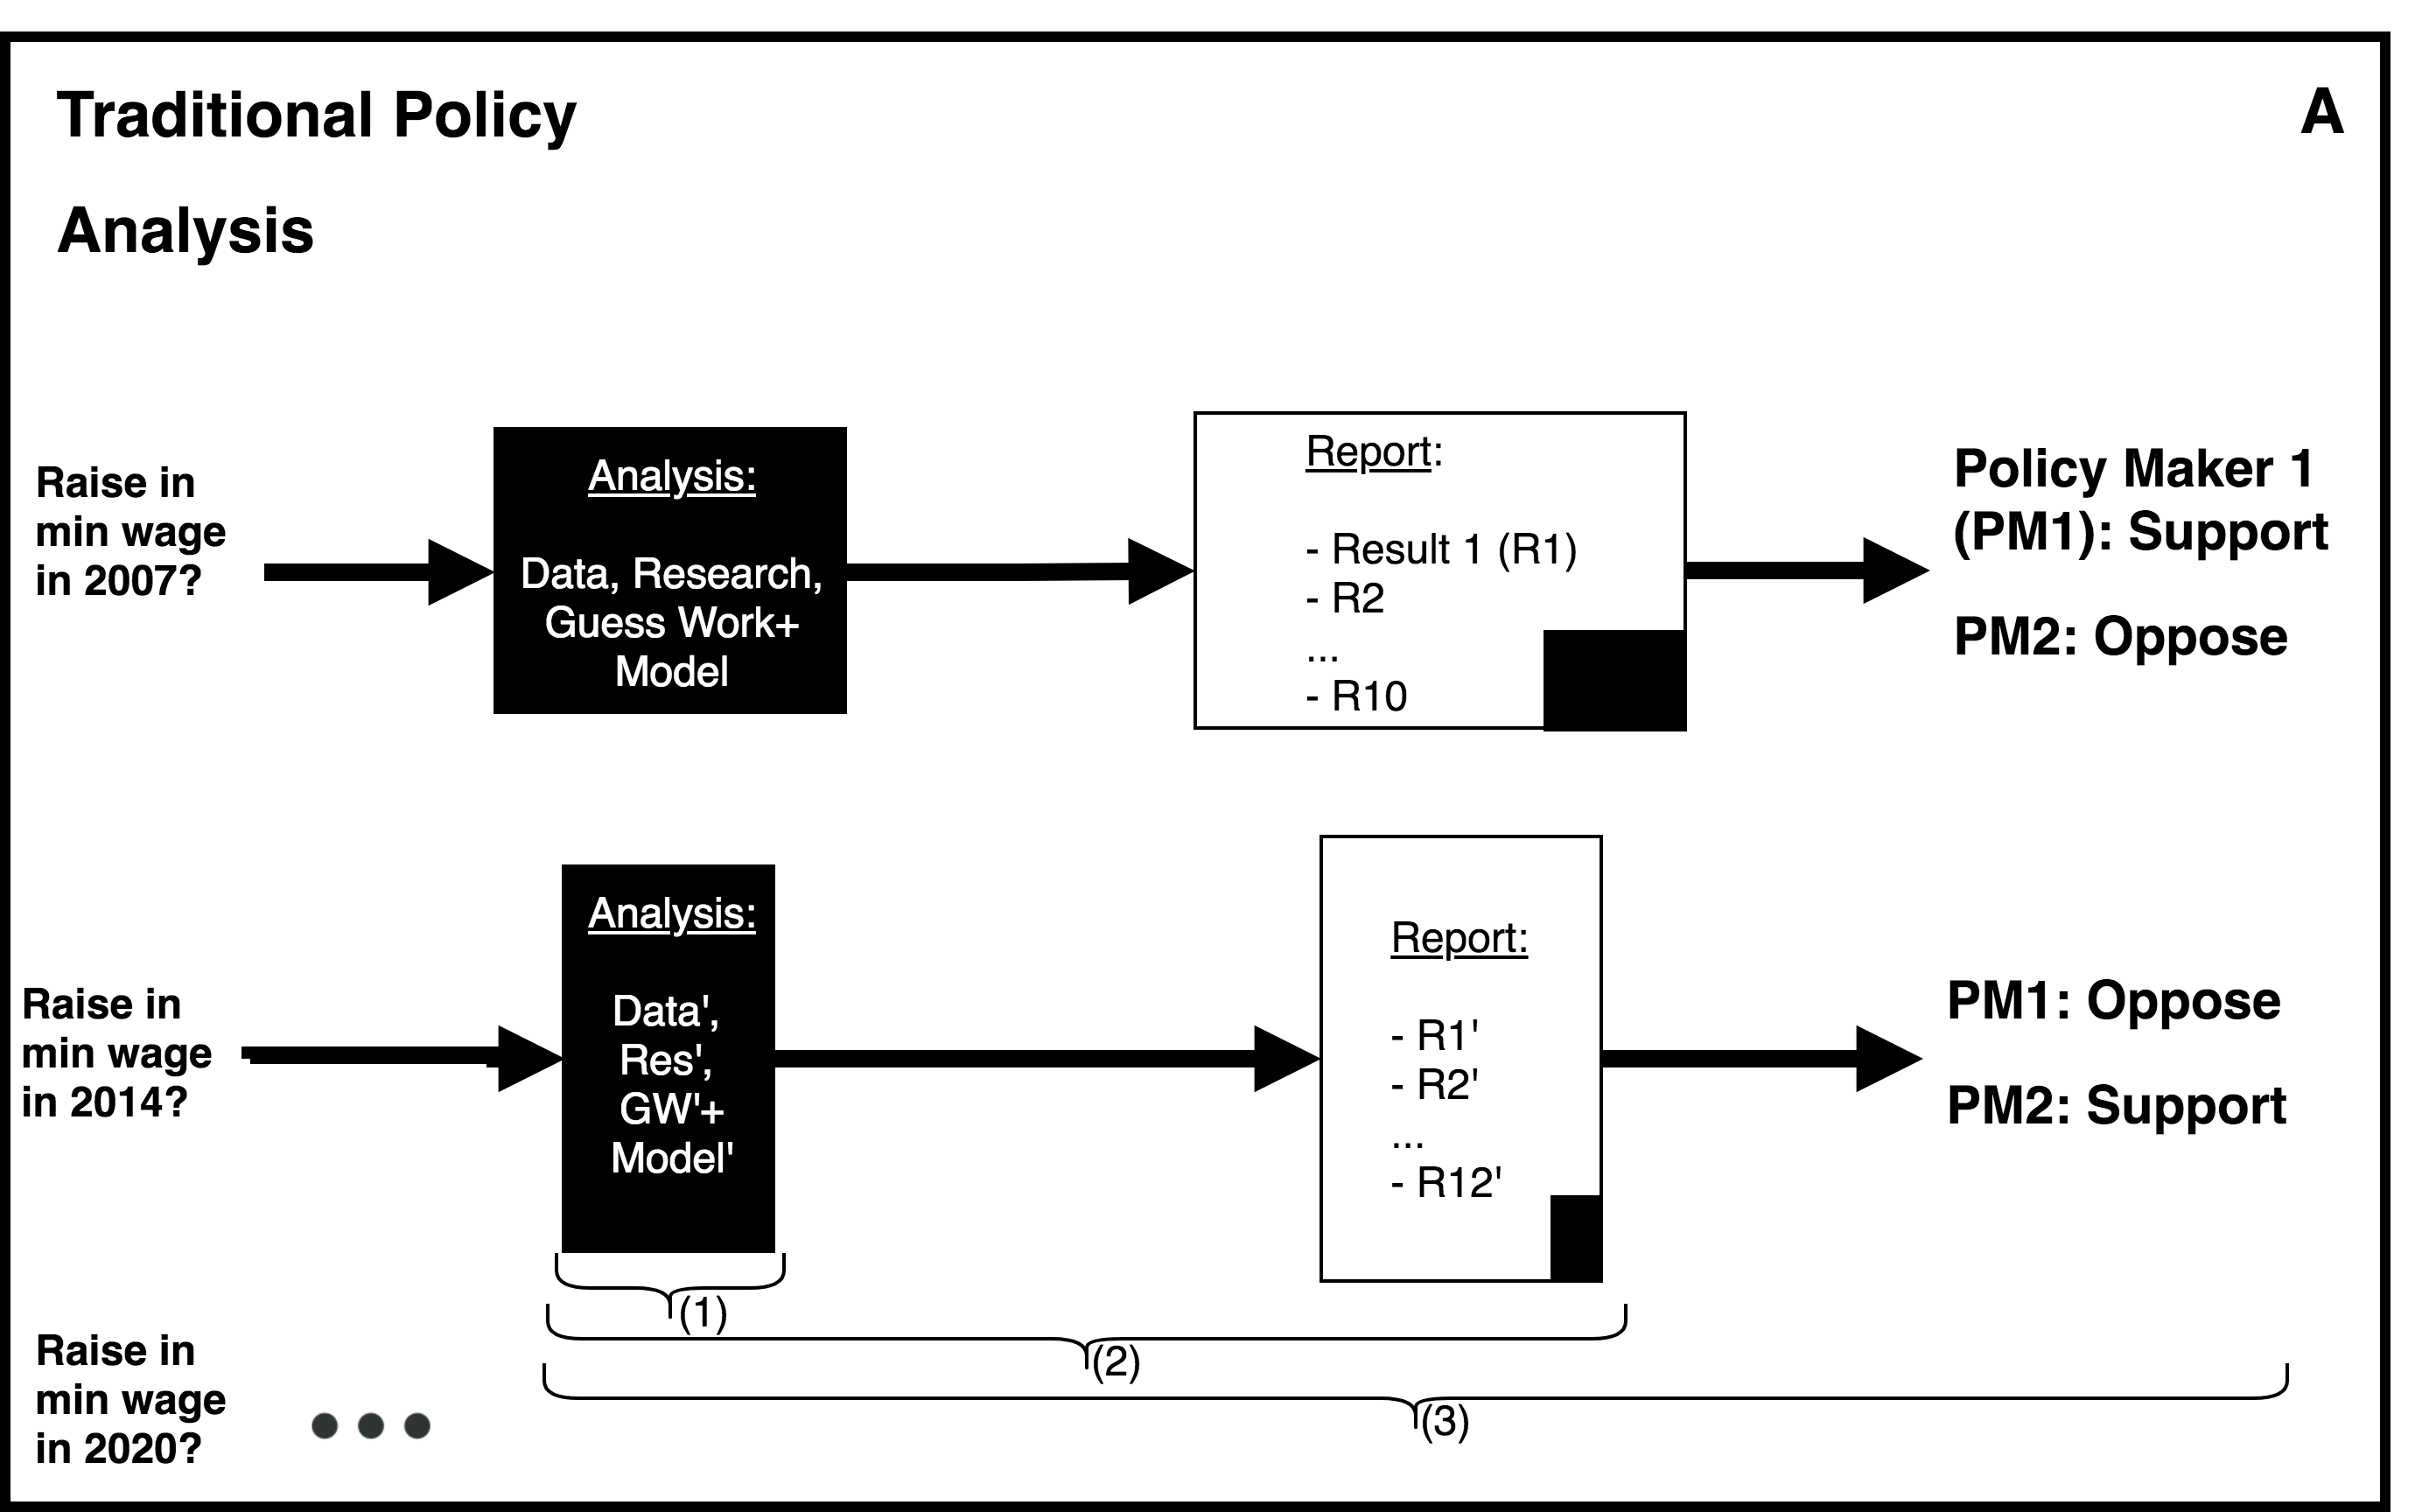 Traditional Policy
A
Analysis
Raise in
min wage
in 2007?
Analysis:
Data, Research,
Guess Work+
Model
Report:
- Result 1 (R1)
- R2
...
- R10
Policy Maker 1
(PM1): Support
PM2: Oppose
Raise in
min wage
in 2014?
Analysis:
Data',
Res',
GW'+
Model'
Report:
- R1'
- R2'
...
- R12'
PM1: Oppose
PM2: Support
(1)
(2)
(3)
Raise in
min wage
in 2020?